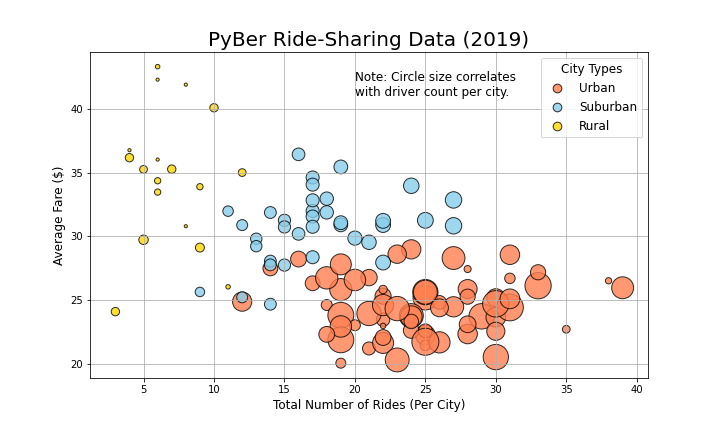 PyBer Ride-Sharing Data (2019)
Note: Circle size correlates
with driver count per city.
City Types
Urban
Suburban
Rural
Average Fare ($)
40
35
30
25
20
5
10
15
20
25
30
35
40
Total Number of Rides (Per City)